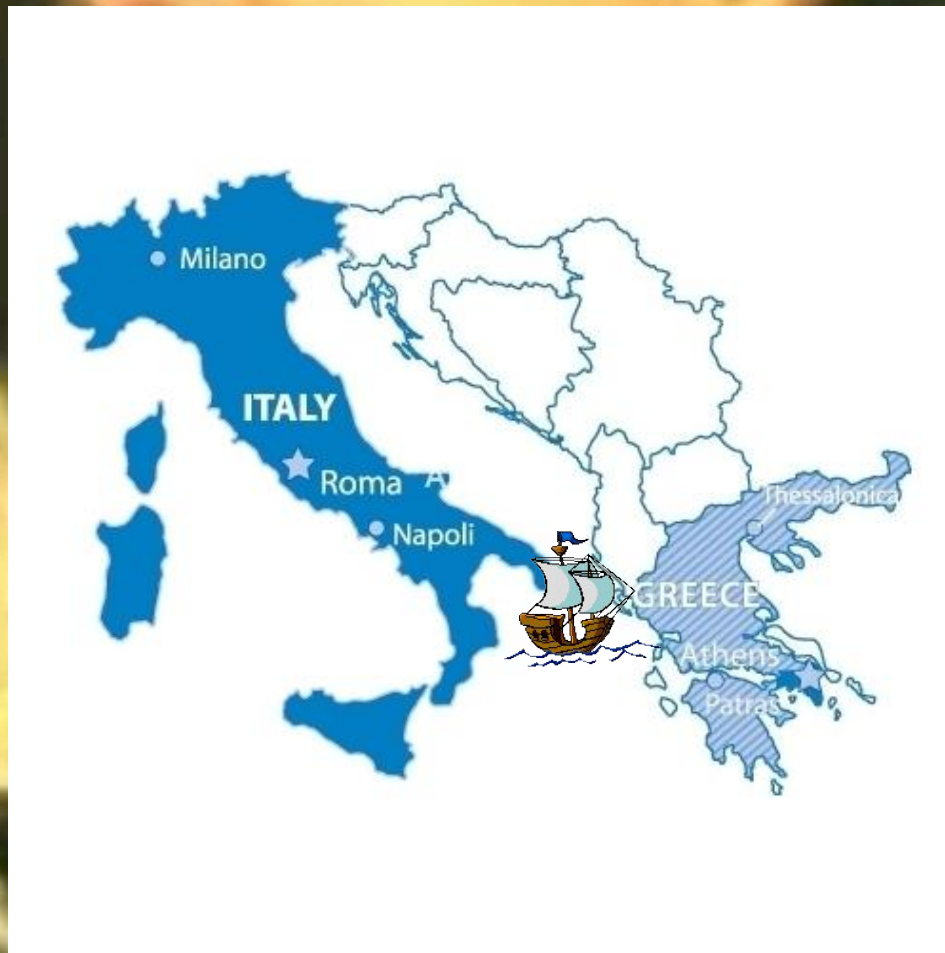 Milano
ITALY
Roma
A
Napoli
Thessalonica
GREECE
Athens
Patras